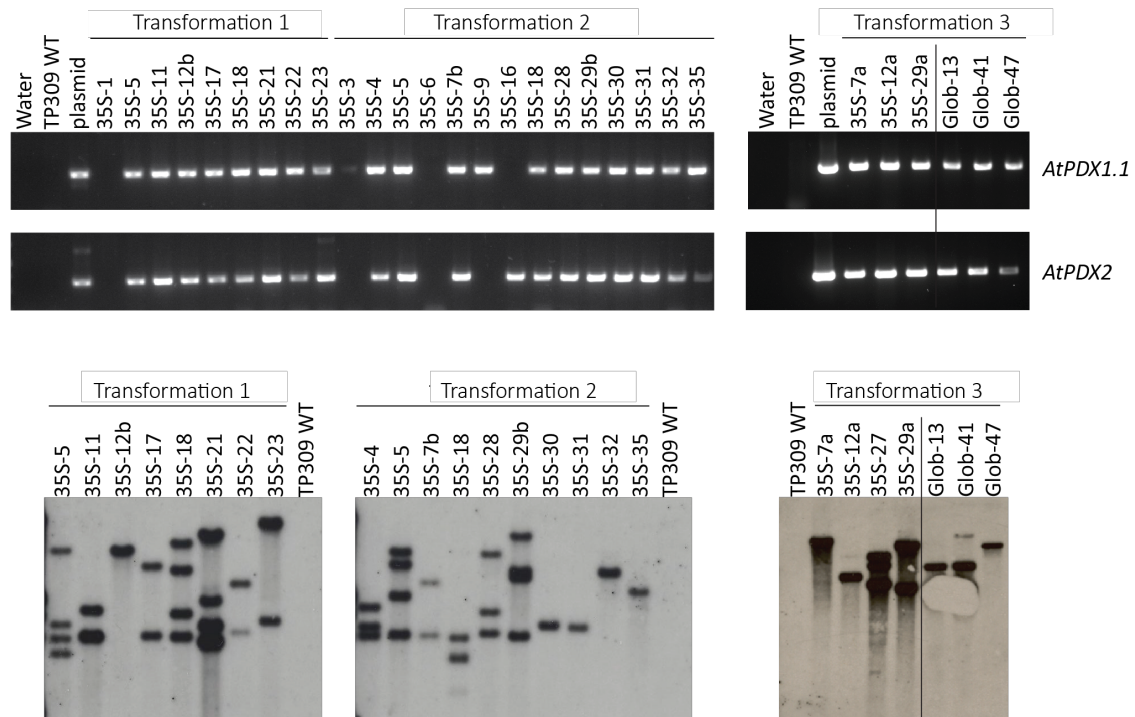 Transformation 1
Transformation 2
Transformation 3
Water
TP309 WT
plasmid
35S-1
35S-5
35S-11
35S-12b
35S-17
35S-18
35S-21
35S-22
35S-23
35S-3
35S-4
35S-5
35S-6
35S-7b
35S-9
35S-16
35S-18
35S-28
35S-29b
35S-30
35S-31
35S-32
35S-35
Water
TP309 WT
plasmid
35S-7a
35S-12a
35S-29a
Glob-13
Glob-41
Glob-47
AtPDX1.1
AtPDX2
Transformation 1
Transformation 2
Transformation 3
35S-5
35S-11
35S-12b
35S-17
35S-18
35S-21
35S-22
35S-23
TP309 WT
35S-4
35S-5
35S-7b
35S-18
35S-28
35S-29b
35S-30
35S-31
35S-32
35S-35
TP309 WT
TP309 WT
35S-7a
35S-12a
35S-27
35S-29a
Glob-13
Glob-41
Glob-47